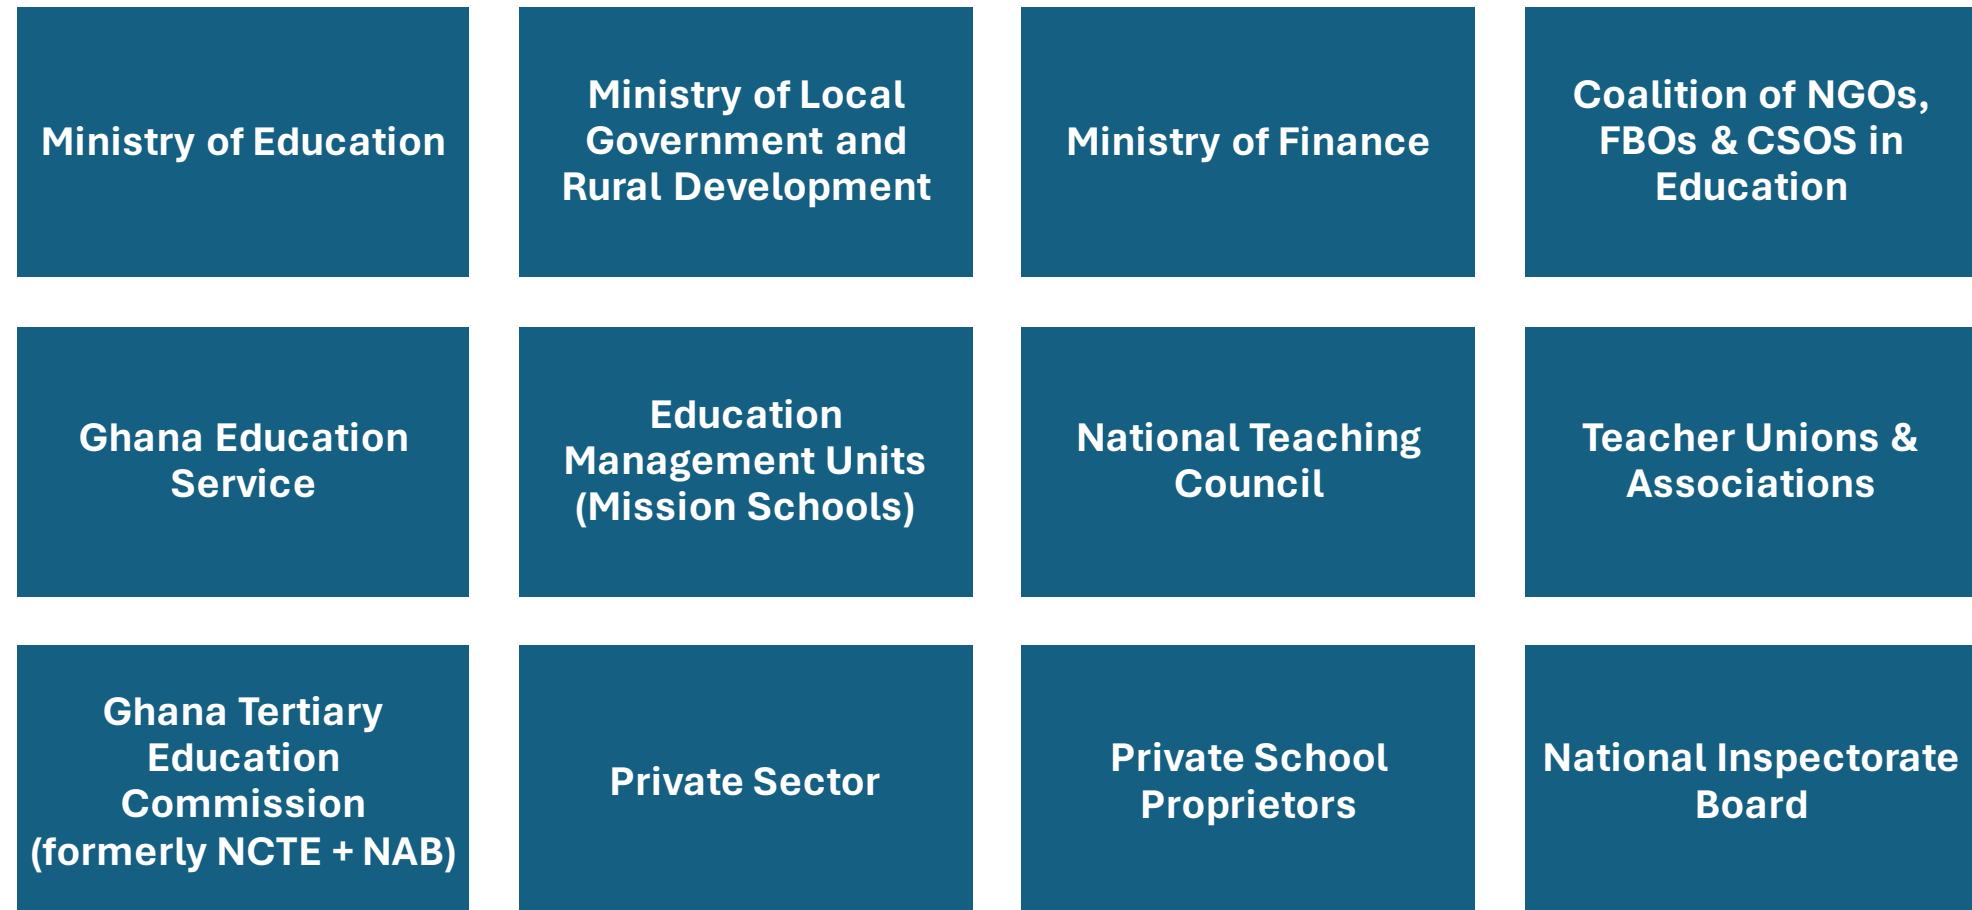 Ministry of Education
Ministry of Local
Government and
Rural Development
Ministry of Finance
Coalition of NGOs,
FBOs & CSOS in
Education
Ghana Education
Service
Education
Management Units
(Mission Schools)
National Teaching
Council
Teacher Unions &
Associations
Ghana Tertiary
Education
Commission
(formerly NCTE + NAB)
Private Sector
Private School
Proprietors
National Inspectorate
Board